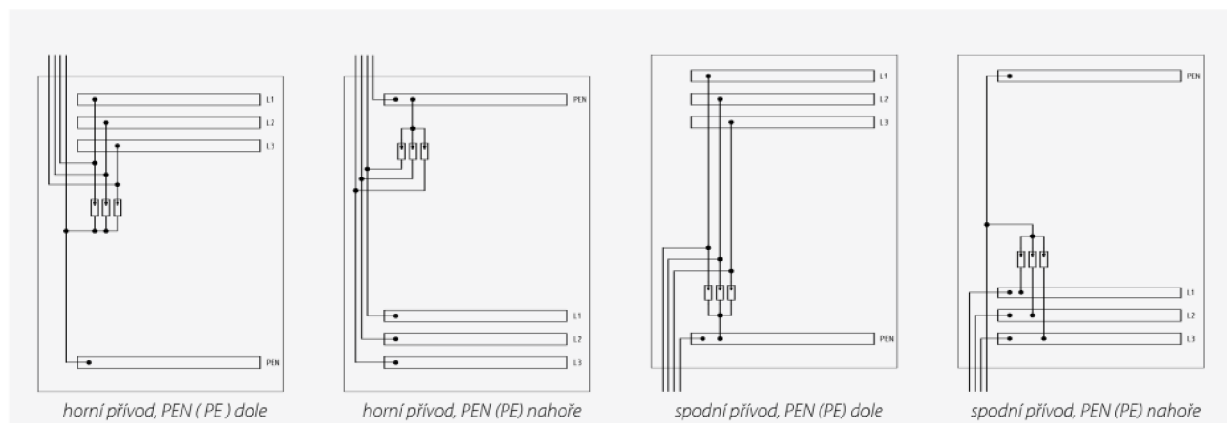 L1
L2
L3
PEN
horní přívod, PEN ( PE ) dole
PEN
L1
L2
L3
horní přívod, PEN (PE) nahoře
L1
L2
L3
PEN
spodní přívod, PEN (PE) dole
PEN
L1
L2
L3
spodní přívod, PEN (PE) nahoře